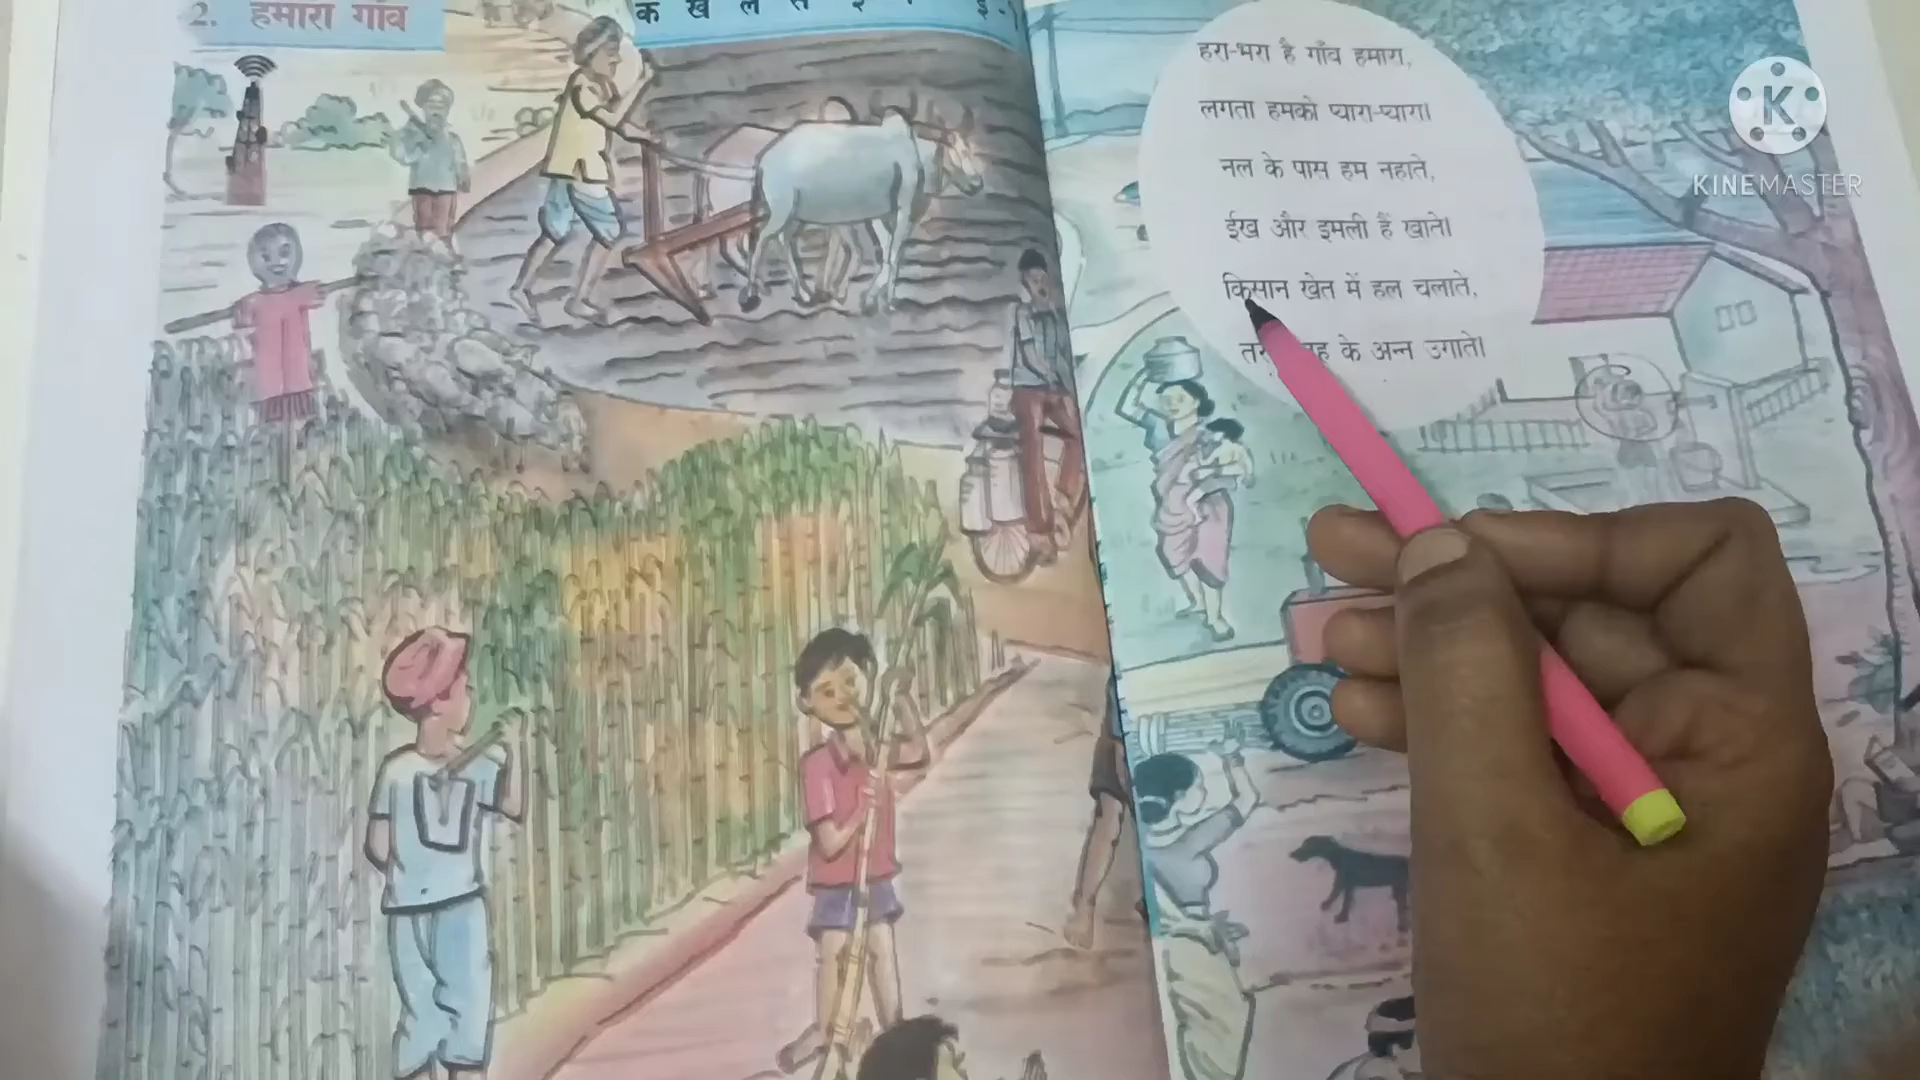 2. हमारा गाँव
क ख ल त
हरा-भरा है गाँव हमारा,
लगता हमको प्यारा-प्यारा।
नल के पास हम नहाते,
ईख और इमली हैं खाते।
किसान खेत में हल चलाते,
के अन्न उगाते।
K
KINEMASTER